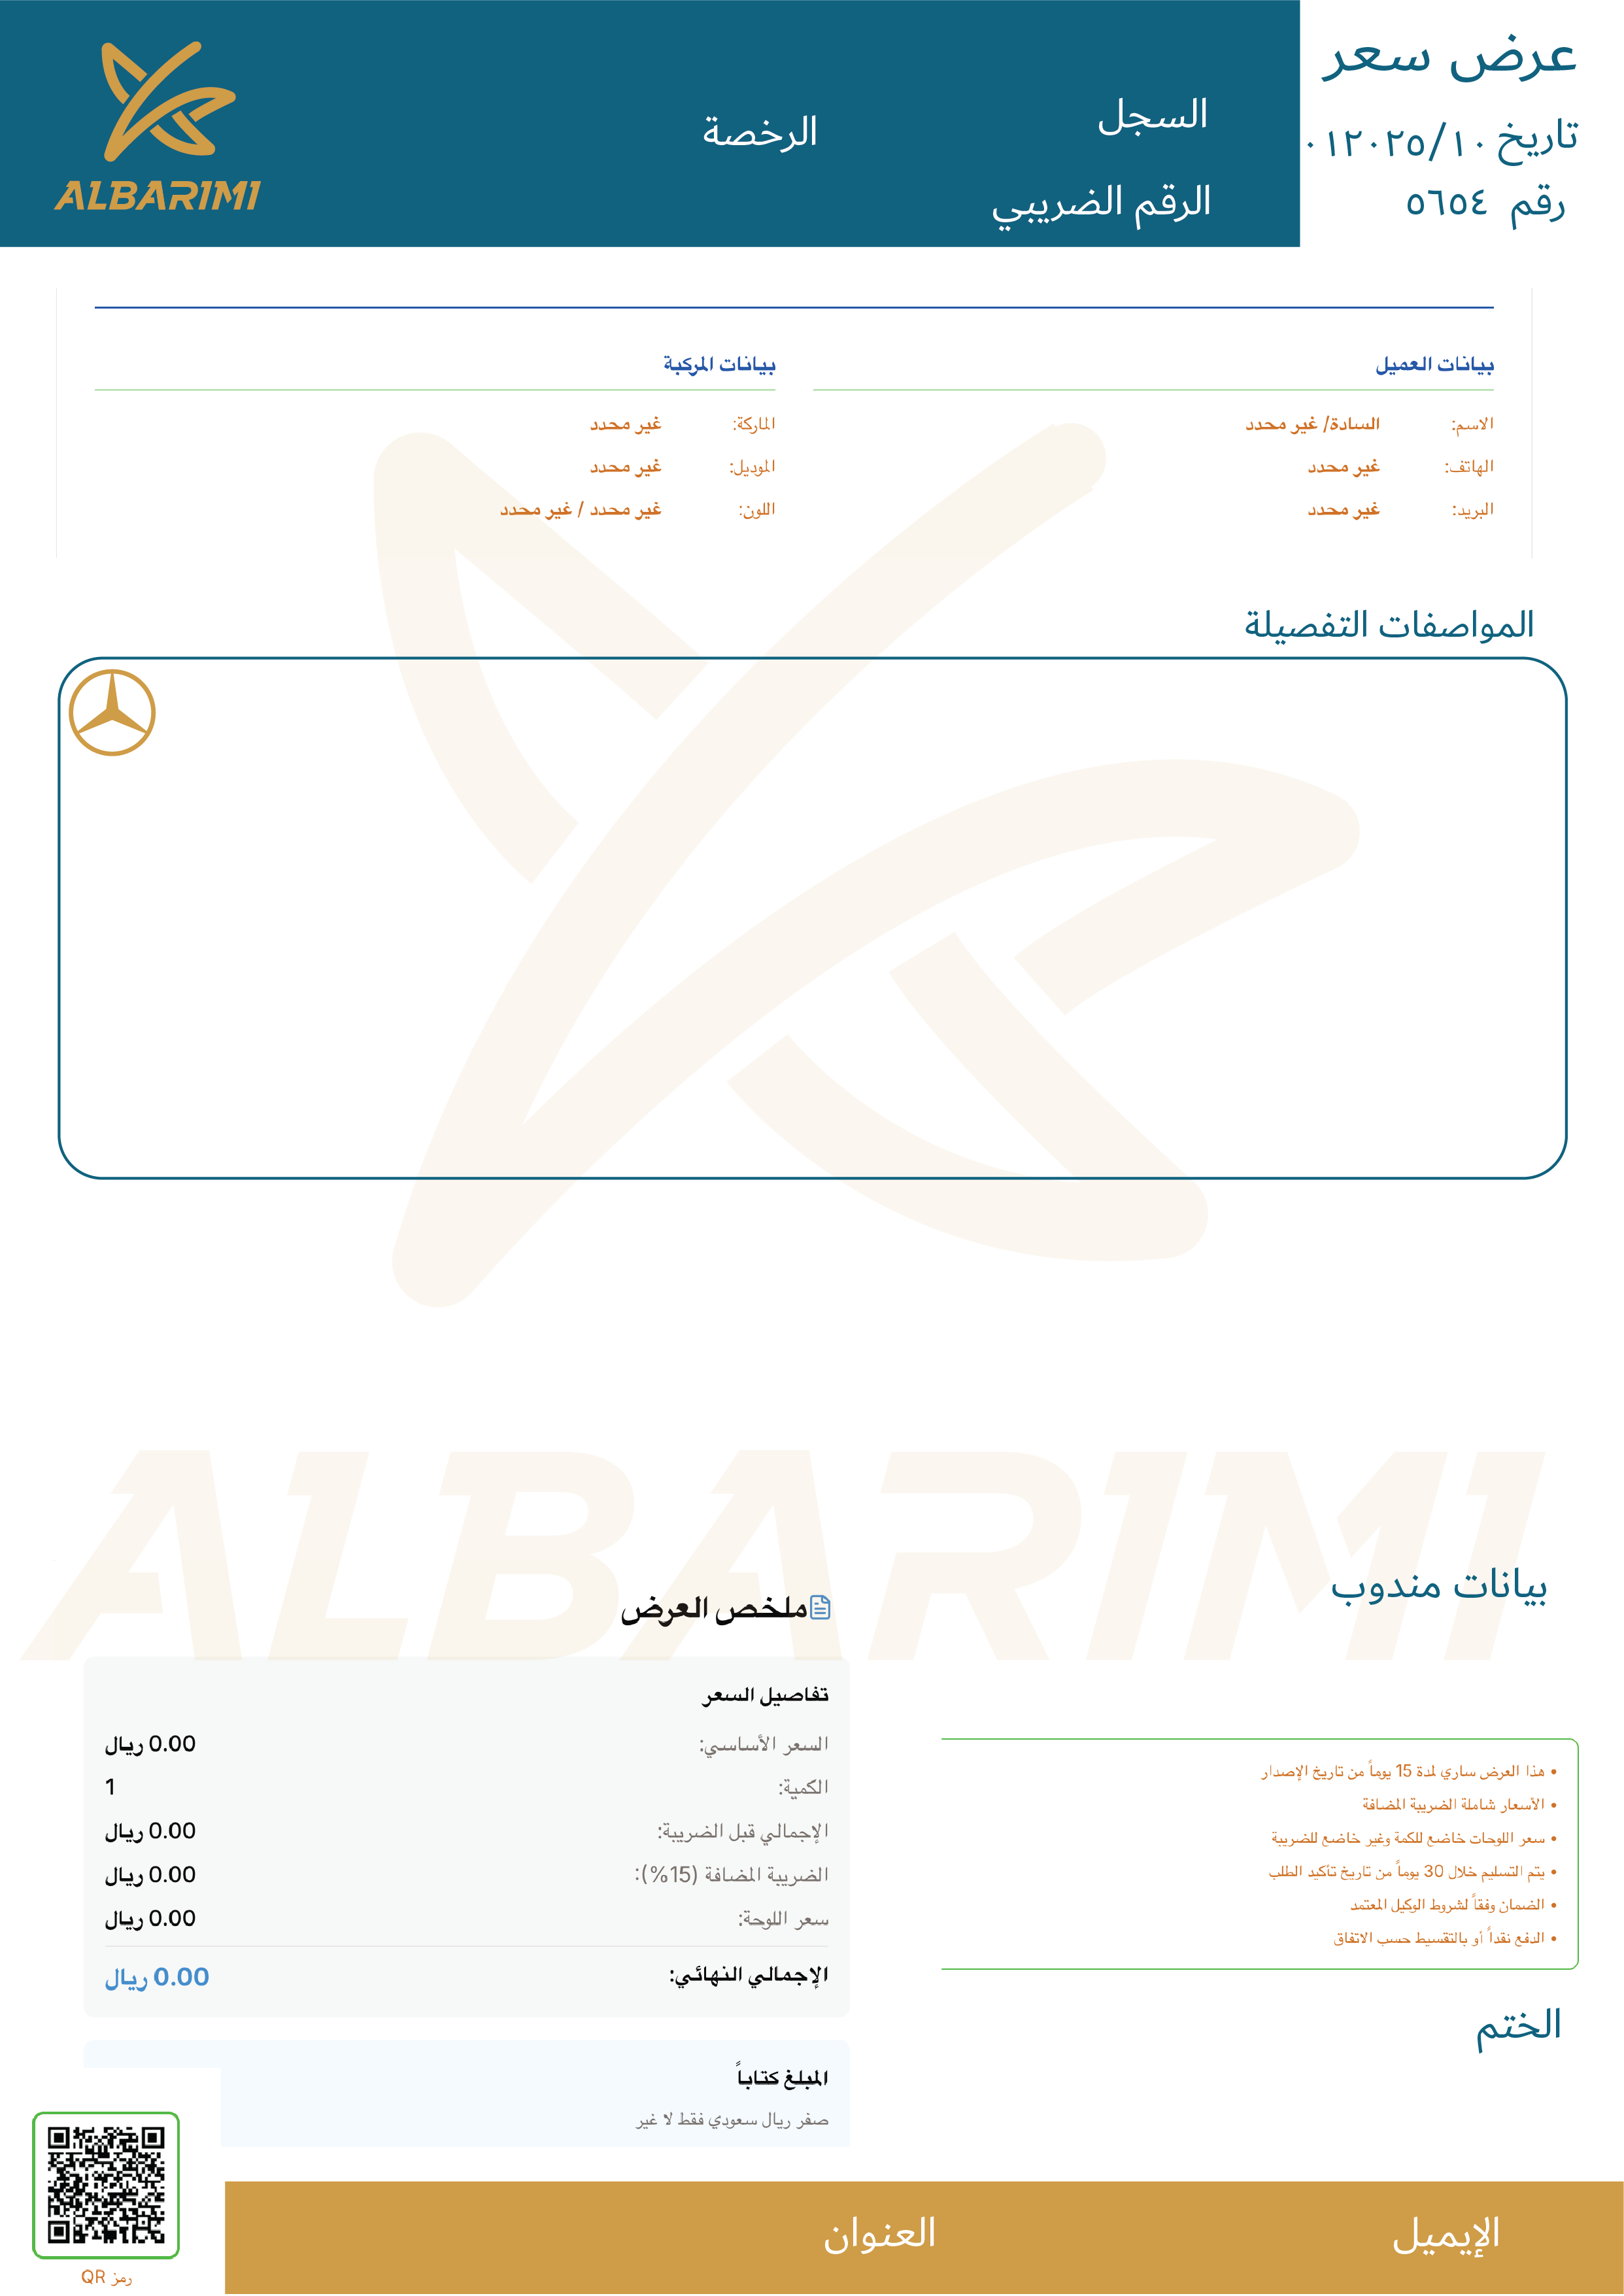 عرض سعر
تاريخ ٠١٢٠٢٥/١٠
رقم ٥٦٥٤
السجل
الرخصة
الرقم الضريبي
ALBARIMI
بيانات العميل
الاسم: السادة/ غير محدد
الهاتف: غير محدد
البريد: غير محدد
بيانات المركبة
الماركة: غير محدد
الموديل: غير محدد
اللون: غير محدد / غير محدد
المواصفات التفصيلة
ALBARIMI
بيانات مندوب
• هذا العرض ساري لمدة 15 يوماً من تاريخ الإصدار
• الأسعار شاملة الضريبة المضافة
• سعر اللوحات خاضع للكمة وغير خاضع للضريبة
• يتم التسليم خلال 30 يوماً من تاريخ تأكيد الطلب
• الضمان وفقاً لشروط الوكيل المعتمد
• الدفع نقداً أو بالتقسيط حسب الاتفاق
الختم
ملخص العرض
تفاصيل السعر
السعر الأساسي: 0.00 ريال
الكمية: 1
الإجمالي قبل الضريبة: 0.00 ريال
الضريبة المضافة (15%): 0.00 ريال
سعر اللوحة: 0.00 ريال
الإجمالي النهائي: 0.00 ريال
المبلغ كتاباً
صفر ريال سعودي فقط لا غير
رمز QR
الإيميل
العنوان